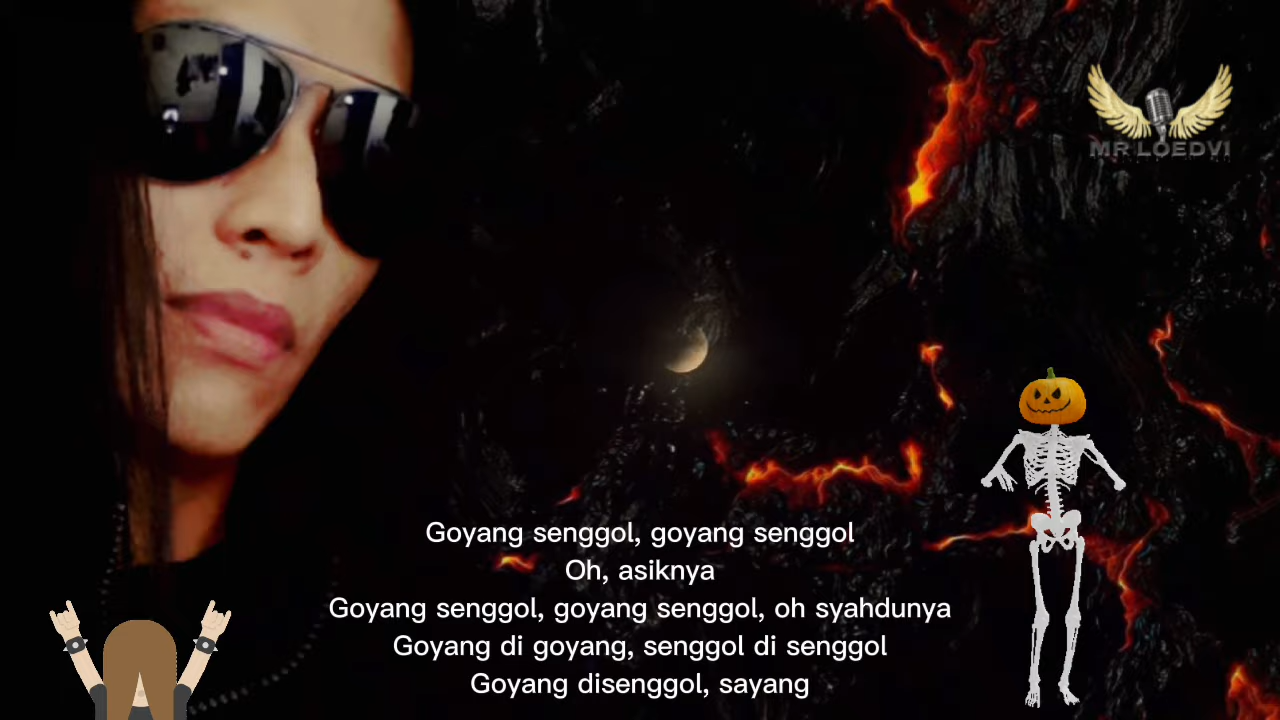 MR LOEDVI
Goyang senggol, goyang senggol
Oh, asiknya
Goyang senggol, goyang senggol, oh syahdunya
Goyang di goyang, senggol di senggol
Goyang disenggol, sayang